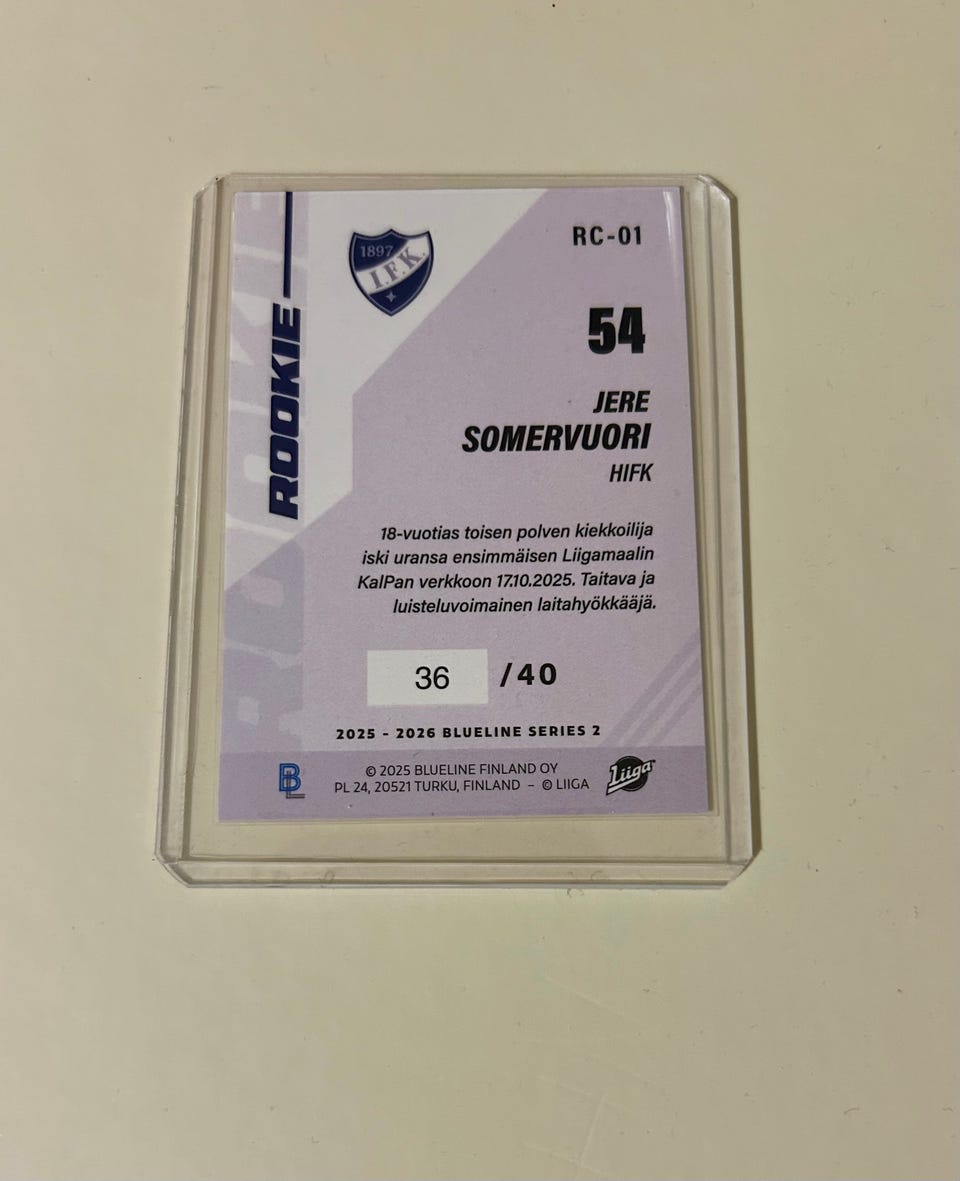 1897
I.F.K.
RC-01
54
ROOKIE
JERE
SOMERVUORI
HIFK
18-vuotias toisen polven kiekkoilija
iski uransa ensimmäisen Liigamaalin
KalPan verkkoon 17.10.2025. Taitava ja
luisteluvoimainen laitahyökkääjä.
36 /40
2025 - 2026 BLUELINE SERIES 2
BL
© 2025 BLUELINE FINLAND OY
PL 24, 20521 TURKU, FINLAND - © LIIGA
Liiga
ROOKIE